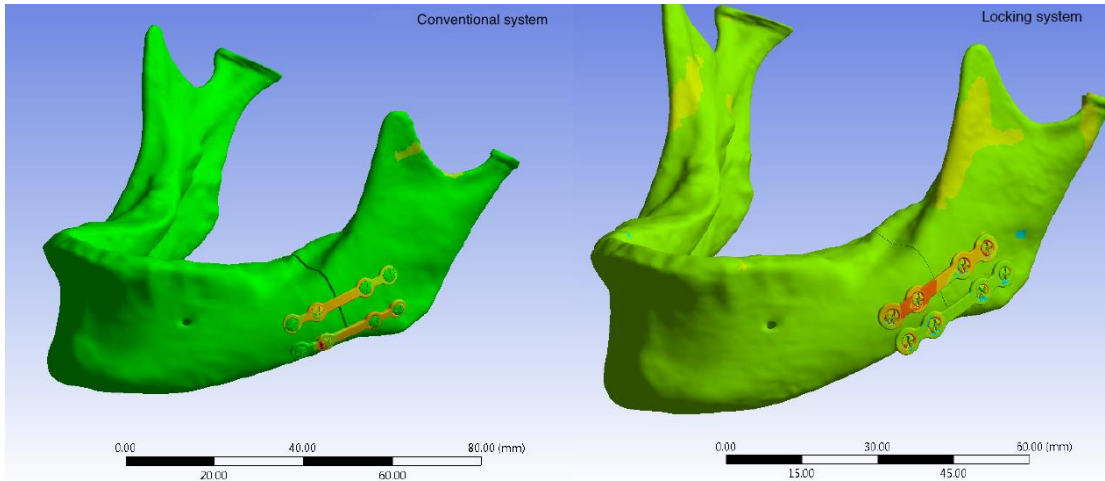 Conventional system
Locking system
0.00 40.00 80.00 (mm)
20.00 60.00
0.00 30.00 60.00 (mm)
15.00 45.00